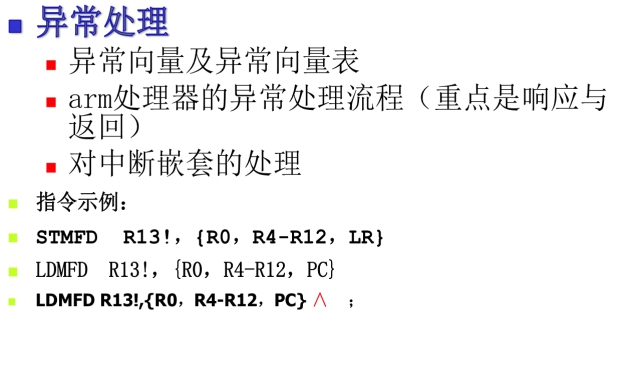 异常处理
异常向量及异常向量表
arm处理器的异常处理流程（重点是响应与
返回）
对中断嵌套的处理
指令示例：
STMFD  R13!，{R0，R4-R12，LR}
LDMFD  R13!，{R0，R4-R12，PC}
LDMFD R13!,{R0，R4-R12，PC} ∧  ；